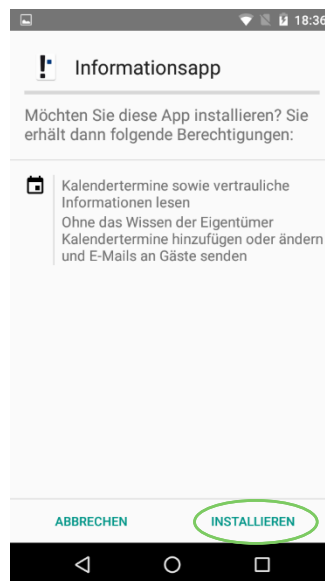 18:36
Informationsapp
Möchten Sie diese App installieren? Sie
erhält dann folgende Berechtigungen:
Kalendertermine sowie vertrauliche
Informationen lesen
Ohne das Wissen der Eigentümer
Kalendertermine hinzufügen oder ändern
und E-Mails an Gäste senden
ABBRECHEN INSTALLIEREN